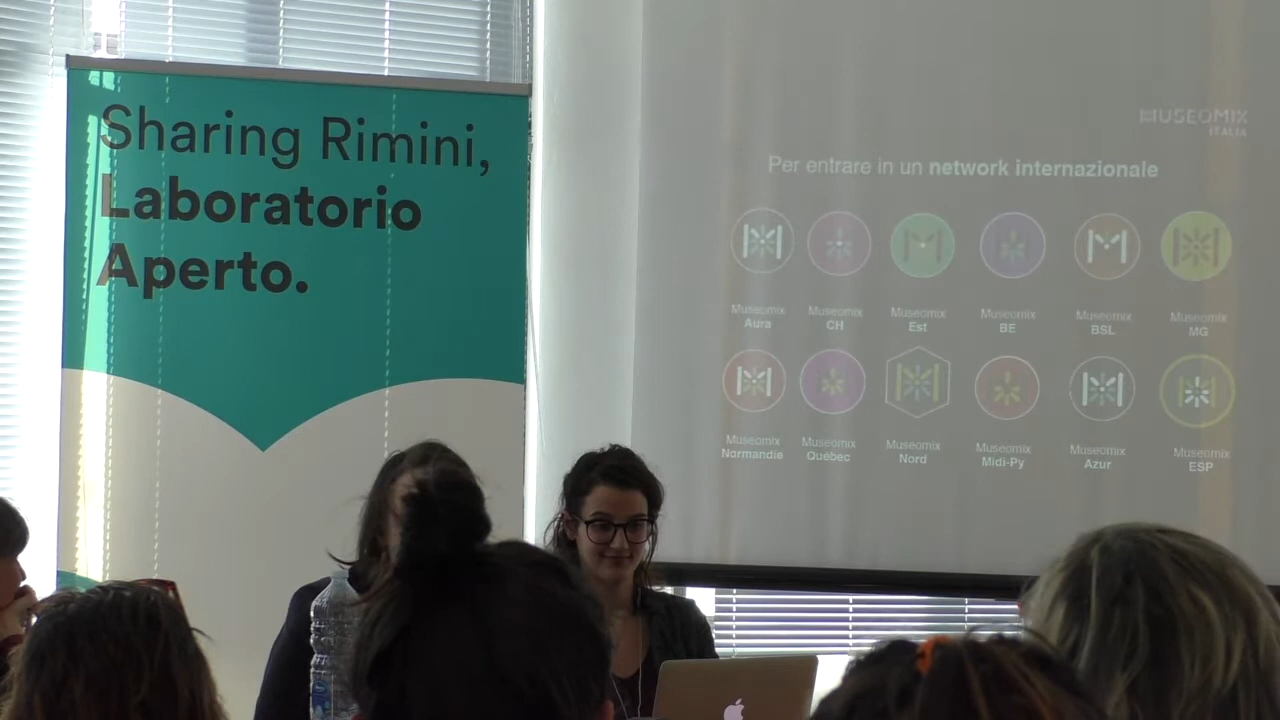 Sharing Rimini,
Laboratorio
Aperto.
MUSEOMIX
ITALIA
Per entrare in un network internazionale
Museomix Museomix Museomix Museomix Museomix Museomix
Aura CH Est BE BSL MG
Museomix Museomix Museomix Museomix Museomix Museomix
Normandie Québec Nord Midi-Py Azur ESP